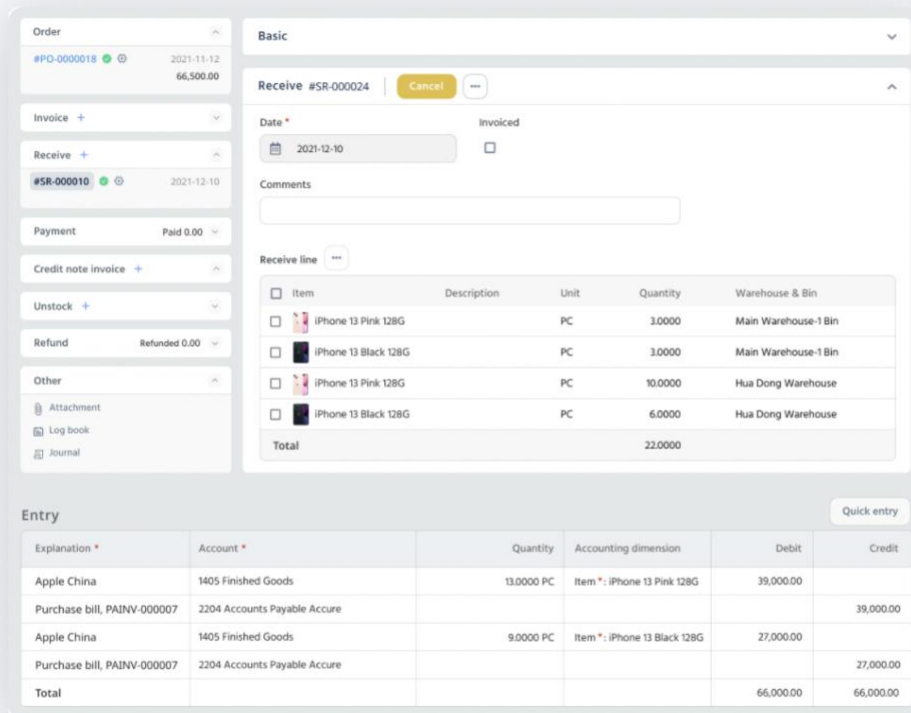 Order
#PO-0000018 2021-11-12
66,500.00
Invoice +
Receive +
#SR-000010 2021-12-10
Payment Paid 0.00
Credit note invoice +
Unstock +
Refund Refunded 0.00
Other
Attachment
Log book
Journal
Basic
Receive #SR-000024 Cancel ...
Date * Invoiced
2021-12-10
Comments
Receive line ...
Item Description Unit Quantity Warehouse & Bin
iPhone 13 Pink 128G PC 3.0000 Main Warehouse-1 Bin
iPhone 13 Black 128G PC 3.0000 Main Warehouse-1 Bin
iPhone 13 Pink 128G PC 10.0000 Hua Dong Warehouse
iPhone 13 Black 128G PC 6.0000 Hua Dong Warehouse
Total 22.0000
Entry Quick entry
Explanation * Account * Quantity Accounting dimension Debit Credit
Apple China 1405 Finished Goods 13.0000 PC Item *: iPhone 13 Pink 128G 39,000.00
Purchase bill, PAINV-000007 2204 Accounts Payable Accure 39,000.00
Apple China 1405 Finished Goods 9.0000 PC Item *: iPhone 13 Black 128G 27,000.00
Purchase bill, PAINV-000007 2204 Accounts Payable Accure 27,000.00
Total 66,000.00 66,000.00